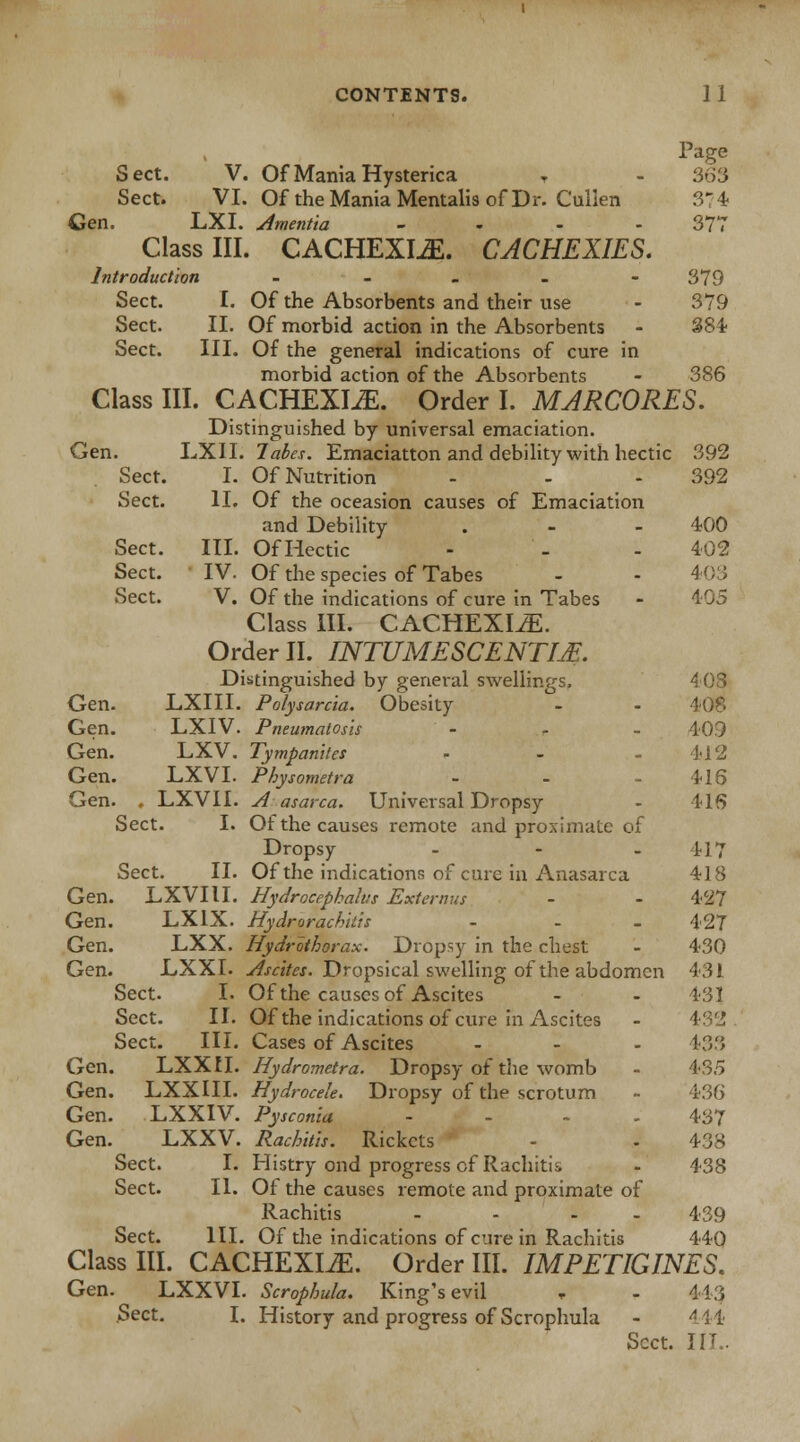 CONTENTS. 11
Page
Sect. V. Of Mania Hysterica - - 363
Sect. VI. Of the Mania Mentalis of Dr. Cullen 374
Gen. LXI. Amentia - - - - 377
Class III. CACHEXIÆ. CACHEXIES.
Introduction - - - - - 379
Sect. I. Of the Absorbents and their use - 379
Sect. II. Of morbid action in the Absorbents - 384
Sect. III. Of the general indications of cure in
morbid action of the Absorbents - 386
Class III. CACHEXIÆ. Order I. MARCORES.
Distinguished by universal emaciation.
Gen. LXII. Tabes. Emaciatton and debility with hectic 392
Sect. I. Of Nutrition - - - 392
Sect. II. Of the oceasion causes of Emaciation
and Debility . - - 400
Sect. III. Of Hectic - - - 402
Sect. IV. Of the species of Tabes - - 403
Sect. V. Of the indications of cure in Tabes - 405
Class III. CACHEXIÆ.
Order II. INTUMESCENTIÆ.
Distinguished by general swellings, 408
Gen. LXIII. Polysarcia. Obesity - - 408
Gen. LXIV. Pneumatosis - - - 409
Gen. LXV. Tympanites - - - 412
Gen. LXVI. Physometra - - - 416
Gen. LXVII. A asarca. Universal Dropsy - 416
Sect. I. Of the causes remote and proximate of
Dropsy - - - 417
Sect. II. Of the indications of cure in Anasarca 418
Gen. LXVIII. Hydrocephalus Externus - - 427
Gen. LXIX. Hydrorachitis - - - 427
Gen. LXX. Hydrothorax. Dropsy in the chest - 430
Gen. LXXI. Ascites. Dropsical swelling of the abdomen 431
Sect. I. Of the causes of Ascites - - 431
Sect. II. Of the indications of cure in Ascites - 432
Sect. III. Cases of Ascites - - - 433
Gen. LXXII. Hydrometra. Dropsy of the womb - 435
Gen. LXXIII. Hydrocele. Dropsy of the scrotum - 436
Gen. LXXIV. Pysconia - - - - 437
Gen. LXXV. Rachitis. Rickets - - 438
Sect. I. Histry ond progress of Rachitis - 438
Sect. II. Of the causes remote and proximate of
Rachitis - - - - 439
Sect. III. Of the indications of cure in Rachitis 440
Class III. CACHEXIÆ. Order III. IMPETIGINES.
Gen. LXXVI. Scrophula. King's evil - - 443
Sect. I. History and progress of Scrophula - 444
Sect. III..